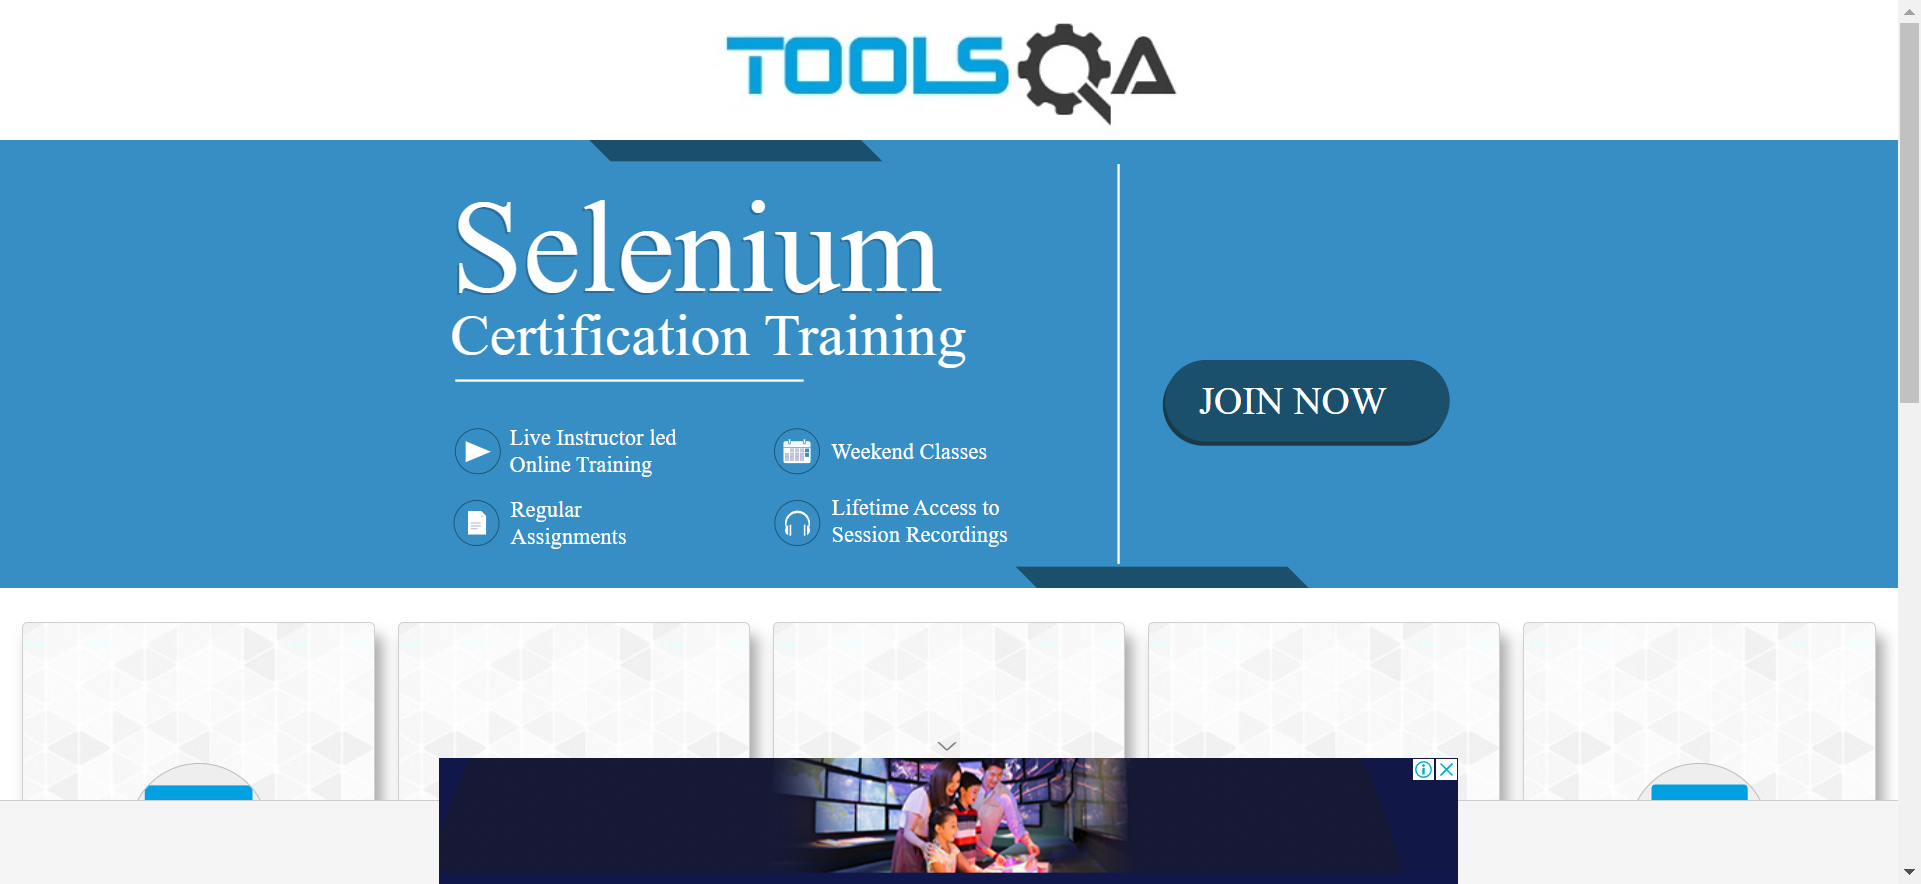 TOOLSQA
Selenium
Certification Training
JOIN NOW
Live Instructor led
Online Training
Weekend Classes
Regular
Assignments
Lifetime Access to
Session Recordings